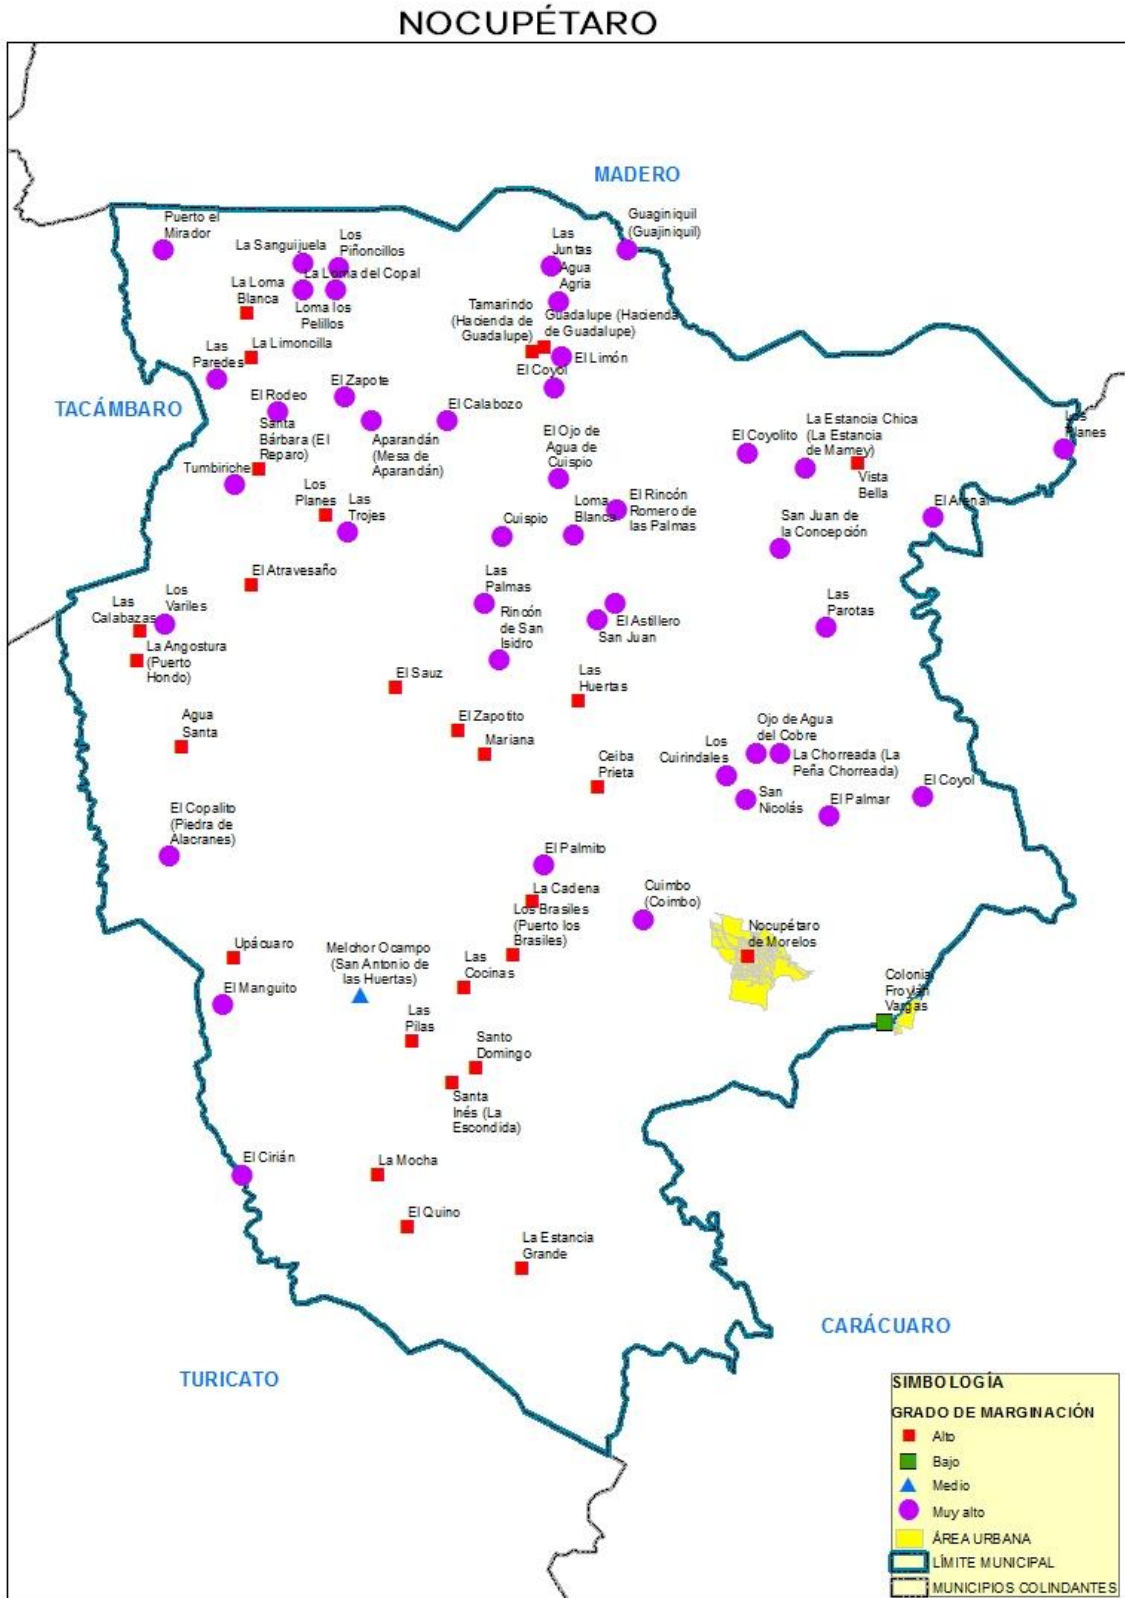 NOCUPÉTARO
MADERO
Puerto el
Mirador
La Sanguijuela
Los
Piñoncillos
Las
Juntas
Guaginiquil
(Guajiniquil)
La Loma del Copal
Agua
Agria
La Loma
Blanca
Loma los
Pelillos
Tamarindo
(Hacienda de
Guadalupe)
Guadalupe (Hacienda
de Guadalupe)
Las
Paredes
La Limoncilla
El Limón
El Coyol
TACÁMBARO
El Rodeo
El Zapote
El Calabozo
Aparandán
(Mesa de
Aparandán)
Santa
Bárbara (El
Reparo)
Tumbiriche
El Ojo de
Agua de
Cuispio
El Coyolito
La Estancia Chica
(La Estancia
de Mamey)
Vista
Bella
Los
Planes
Los
Planes
Las
Trojes
Cuispio
Loma
Blanca
El Rincón
Romero de
las Palmas
San Juan de
la Concepción
El Arenal
El Atravesaño
Las
Calabazas
Los
Variles
Las
Palmas
Rincón
de San
Isidro
El Astillero
San Juan
Las
Parotas
La Angostura
(Puerto
Hondo)
El Sauz
Las
Huertas
Agua
Santa
El Zapotito
Mariana
Ceiba
Prieta
Los
Cuirindales
Ojo de Agua
del Cobre
La Chorreada (La
Peña Chorreada)
San
Nicolás
El Palmar
El Coyol
El Copalito
(Piedra de
Alacranes)
El Palmito
La Cadena
Cuimbo
(Coimbo)
Los Brasiles
(Puerto los
Brasiles)
Nocupétaro
de Morelos
Upácuaro
Melchor Ocampo
(San Antonio de
las Huertas)
Las
Cocinas
El Manguito
Colonia
Froylán
Vargas
Las
Pilas
Santo
Domingo
Santa
Inés (La
Escondida)
El Cirián
La Mocha
El Quino
La Estancia
Grande
CARÁCUARO
TURICATO
SIMBOLOGÍA
GRADO DE MARGINACIÓN
Alto
Bajo
Medio
Muy alto
ÁREA URBANA
LÍMITE MUNICIPAL
MUNICIPIOS COLINDANTES